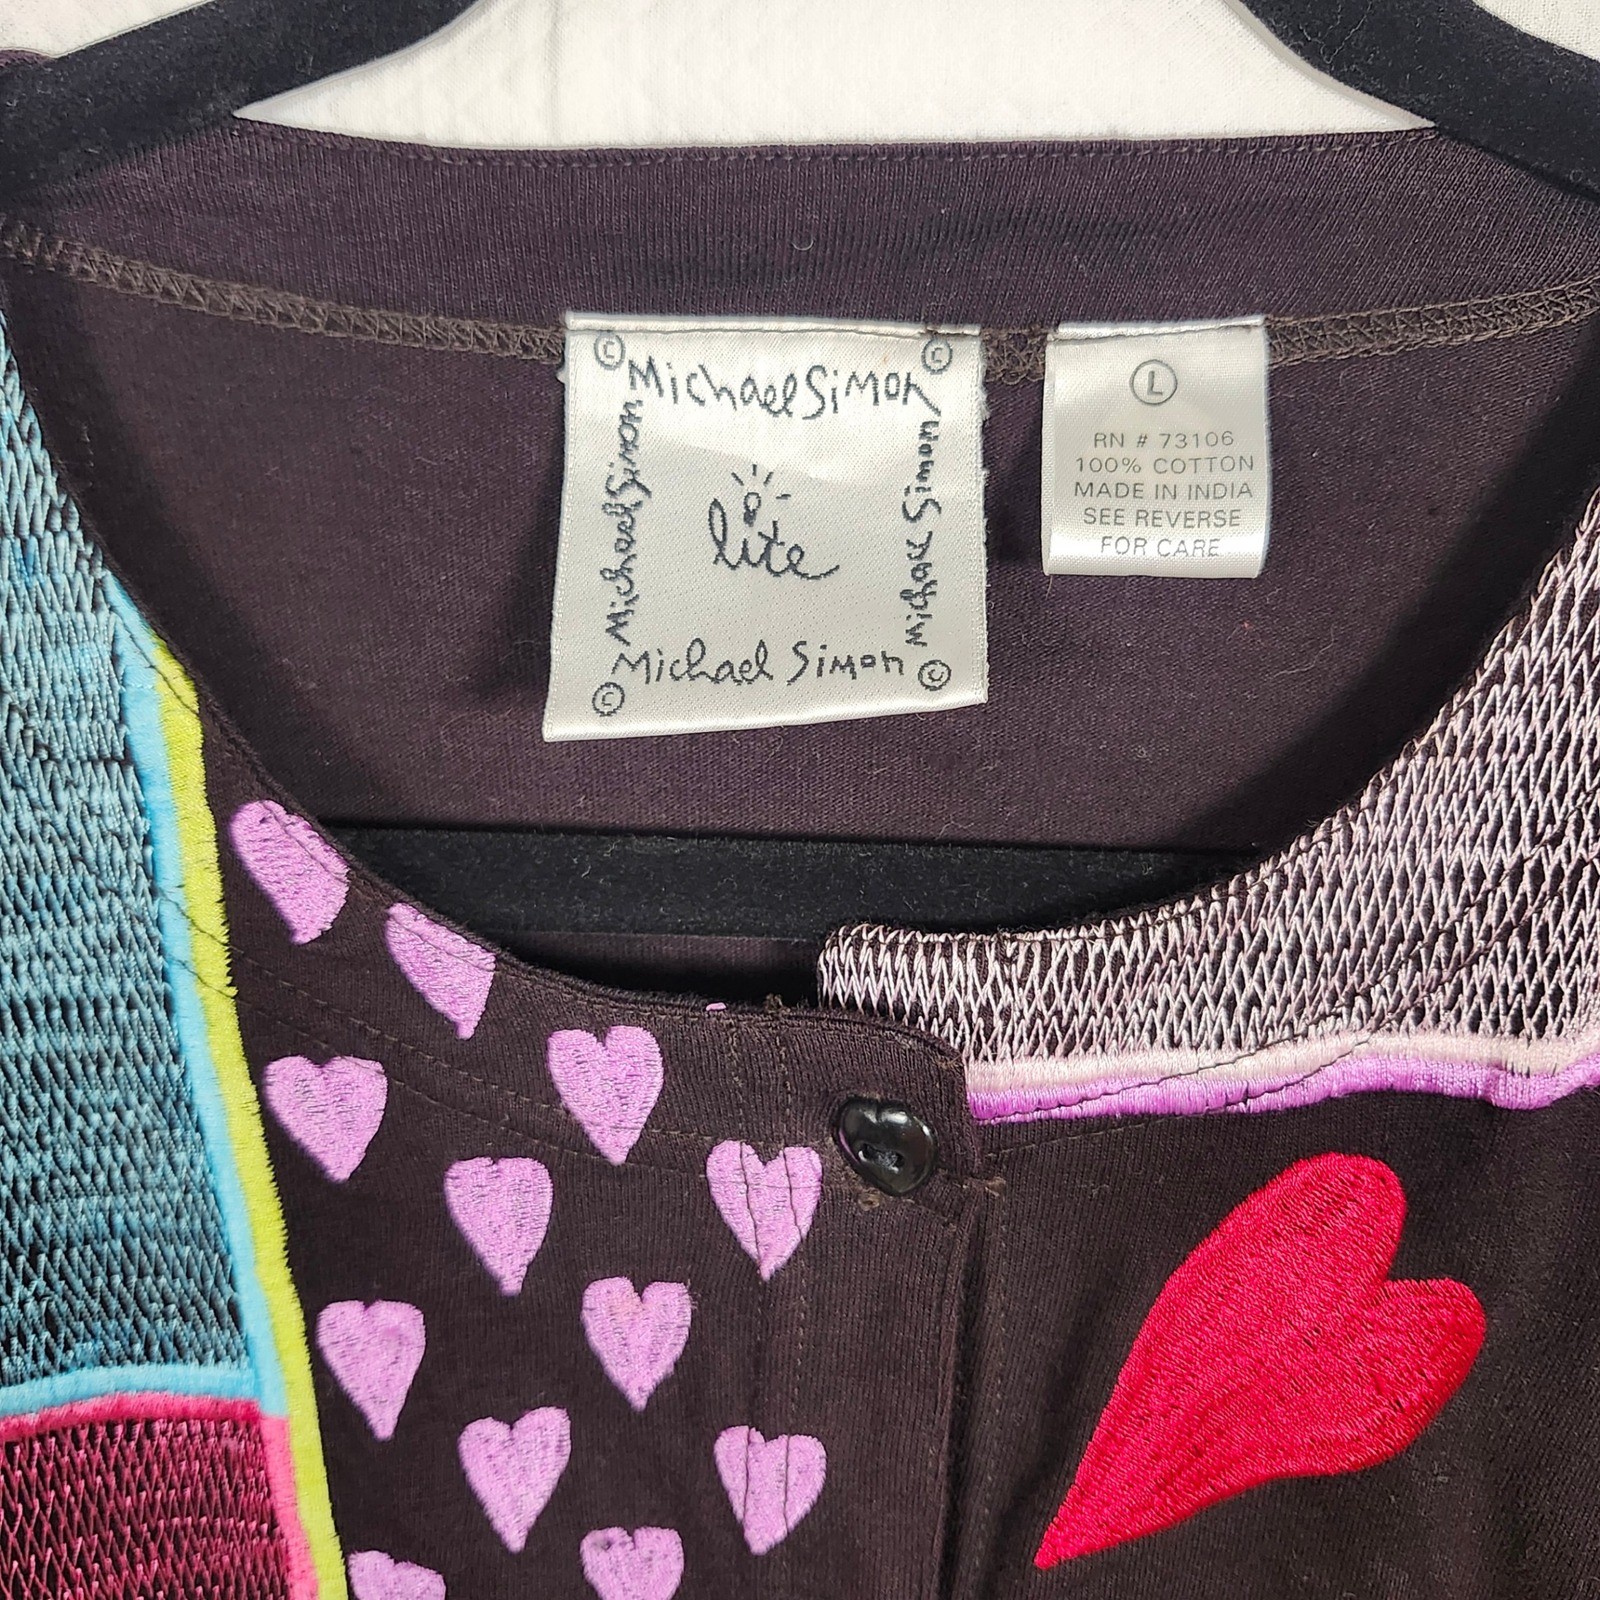 © Michael Simon ©
Michael Simon
Michael Simon
lite
© Michael Simon ©
L
RN # 73106
100% COTTON
MADE IN INDIA
SEE REVERSE
FOR CARE